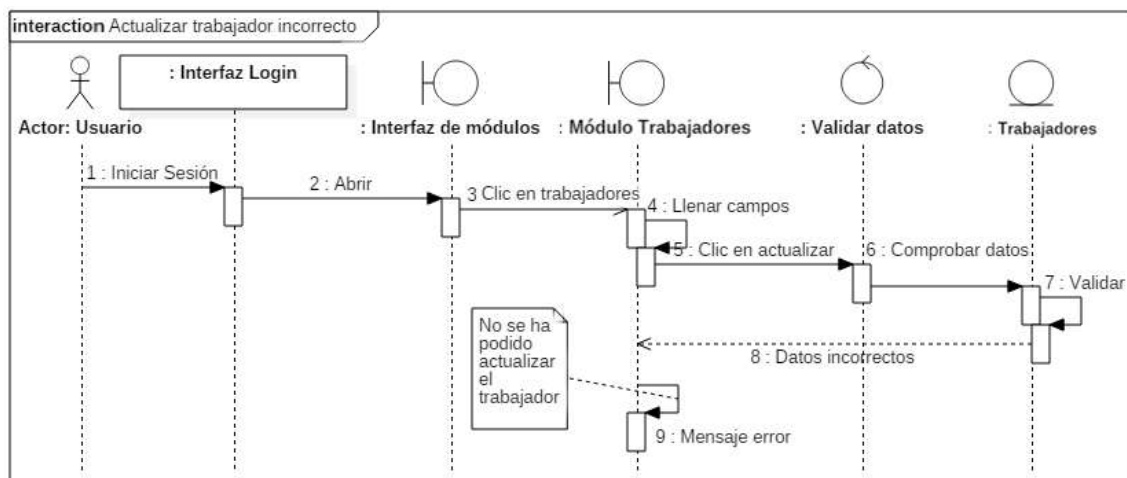 interaction Actualizar trabajador incorrecto
: Interfaz Login
Actor: Usuario
: Interfaz de módulos
: Módulo Trabajadores
: Validar datos
: Trabajadores
1 : Iniciar Sesión
2 : Abrir
3 Clic en trabajadores
4 : Llenar campos
5 : Clic en actualizar
6 : Comprobar datos
7 : Validar
No se ha
podido
actualizar
el
trabajador
8 : Datos incorrectos
9 : Mensaje error